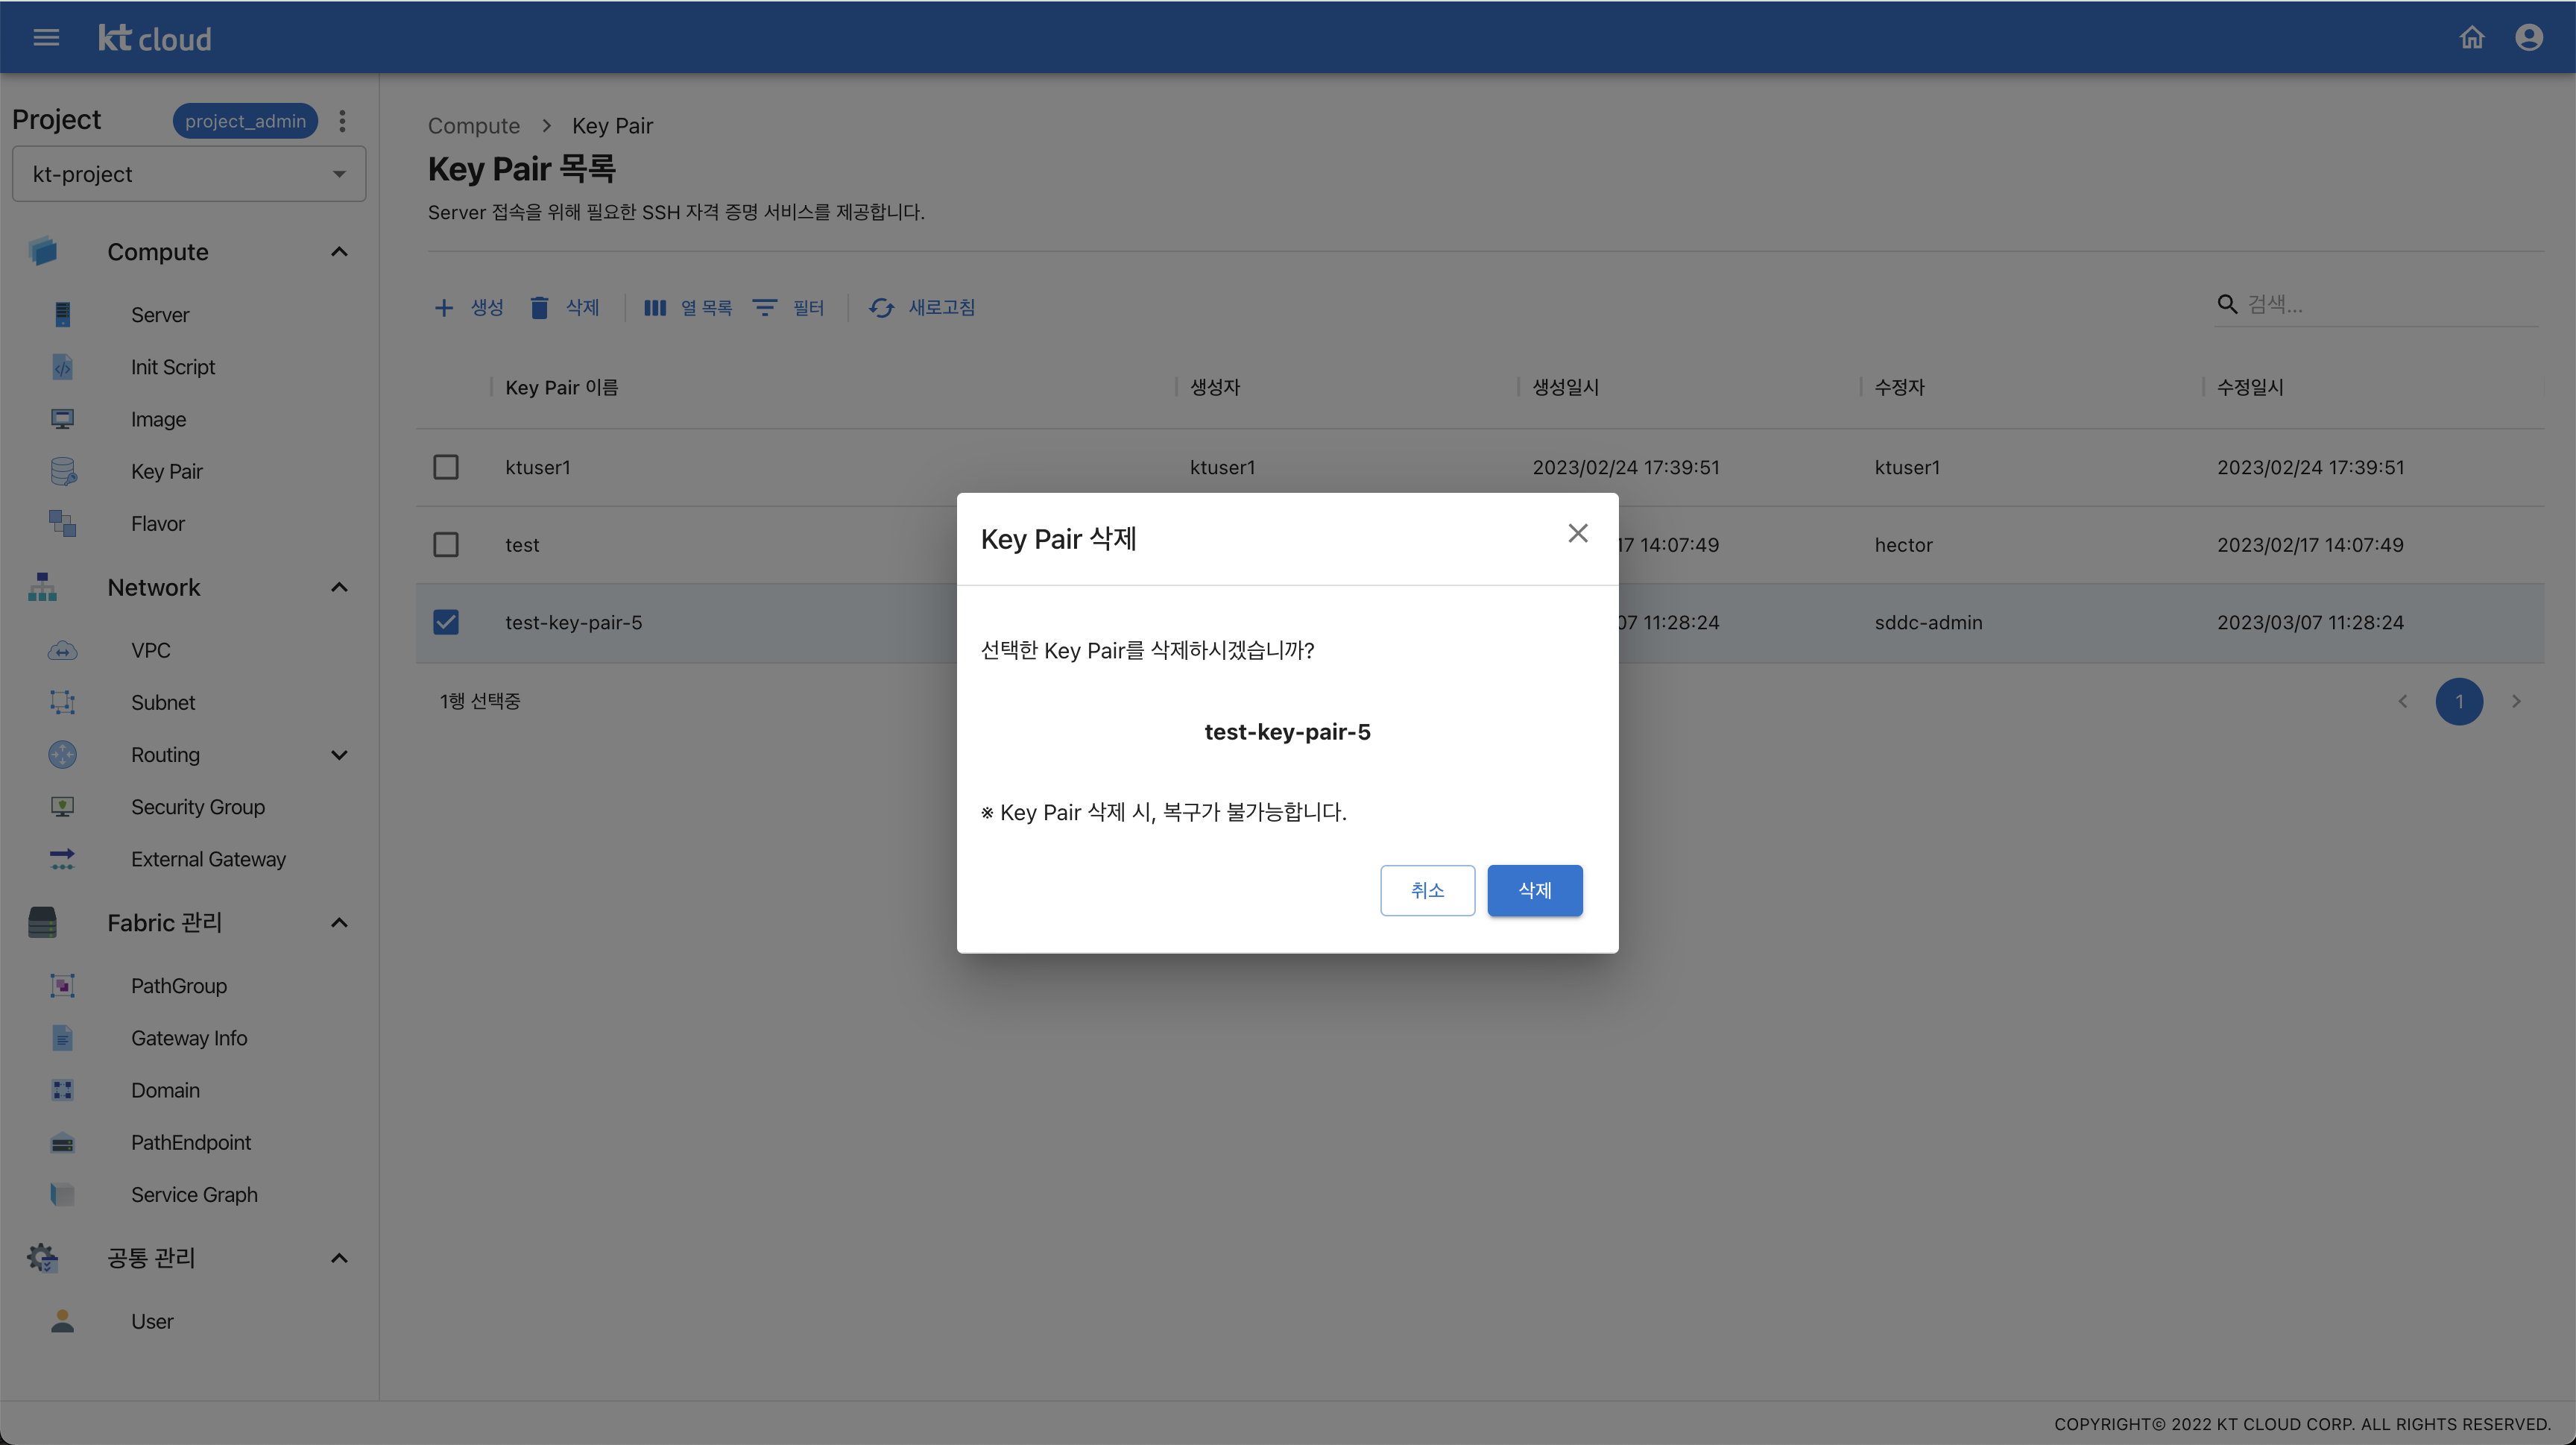 kt cloud
Project
project_admin
kt-project
Compute
Server
Init Script
Image
Key Pair
Flavor
Network
VPC
Subnet
Routing
Security Group
External Gateway
Fabric 관리
PathGroup
Gateway Info
Domain
PathEndpoint
Service Graph
공통 관리
User
Compute > Key Pair
Key Pair 목록
Server 접속을 위해 필요한 SSH 자격 증명 서비스를 제공합니다.
생성 삭제 열 목록 필터 새로고침
검색...
Key Pair 이름 생성자 생성일시 수정자 수정일시
ktuser1 ktuser1 2023/02/24 17:39:51 ktuser1 2023/02/24 17:39:51
test 17 14:07:49 hector 2023/02/17 14:07:49
test-key-pair-5 07 11:28:24 sddc-admin 2023/03/07 11:28:24
1행 선택중
1
Key Pair 삭제
선택한 Key Pair를 삭제하시겠습니까?
test-key-pair-5
※ Key Pair 삭제 시, 복구가 불가능합니다.
취소 삭제
COPYRIGHT© 2022 KT CLOUD CORP. ALL RIGHTS RESERVED.